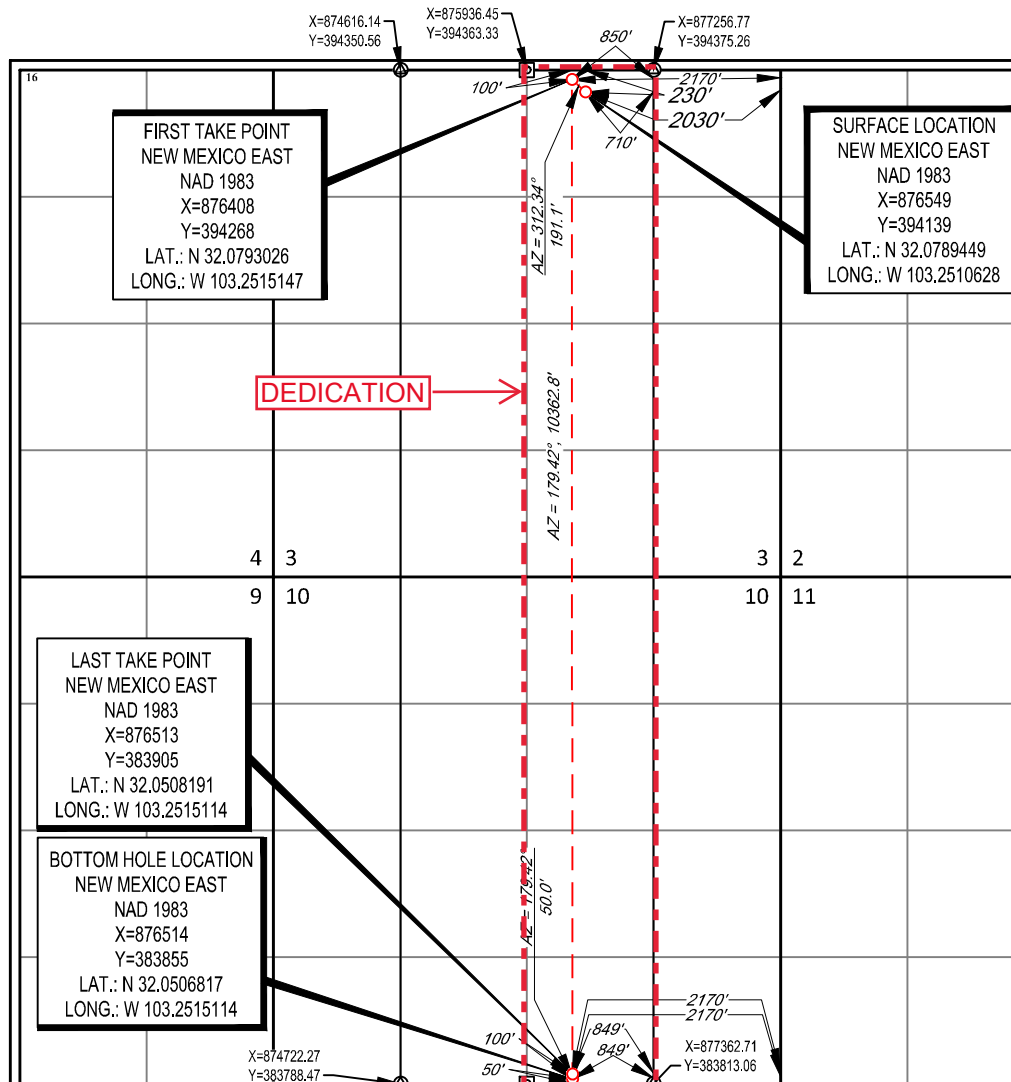 X=874616.14
Y=394350.56
X=875936.45
Y=394363.33
X=877256.77
Y=394375.26
850'
16
100'
2170'
230'
2030'
710'
FIRST TAKE POINT
NEW MEXICO EAST
NAD 1983
X=876408
Y=394268
LAT.: N 32.0793026
LONG.: W 103.2515147
SURFACE LOCATION
NEW MEXICO EAST
NAD 1983
X=876549
Y=394139
LAT.: N 32.0789449
LONG.: W 103.2510628
AZ = 312.34°
191.1'
DEDICATION
AZ = 179.42°, 10362.8'
4 3
3 2
9 10
10 11
LAST TAKE POINT
NEW MEXICO EAST
NAD 1983
X=876513
Y=383905
LAT.: N 32.0508191
LONG.: W 103.2515114
BOTTOM HOLE LOCATION
NEW MEXICO EAST
NAD 1983
X=876514
Y=383855
LAT.: N 32.0506817
LONG.: W 103.2515114
AZ = 179.42°
50.0'
2170'
2170'
100'
849'
849'
50'
X=874722.27
Y=383788.47
X=877362.71
Y=383813.06